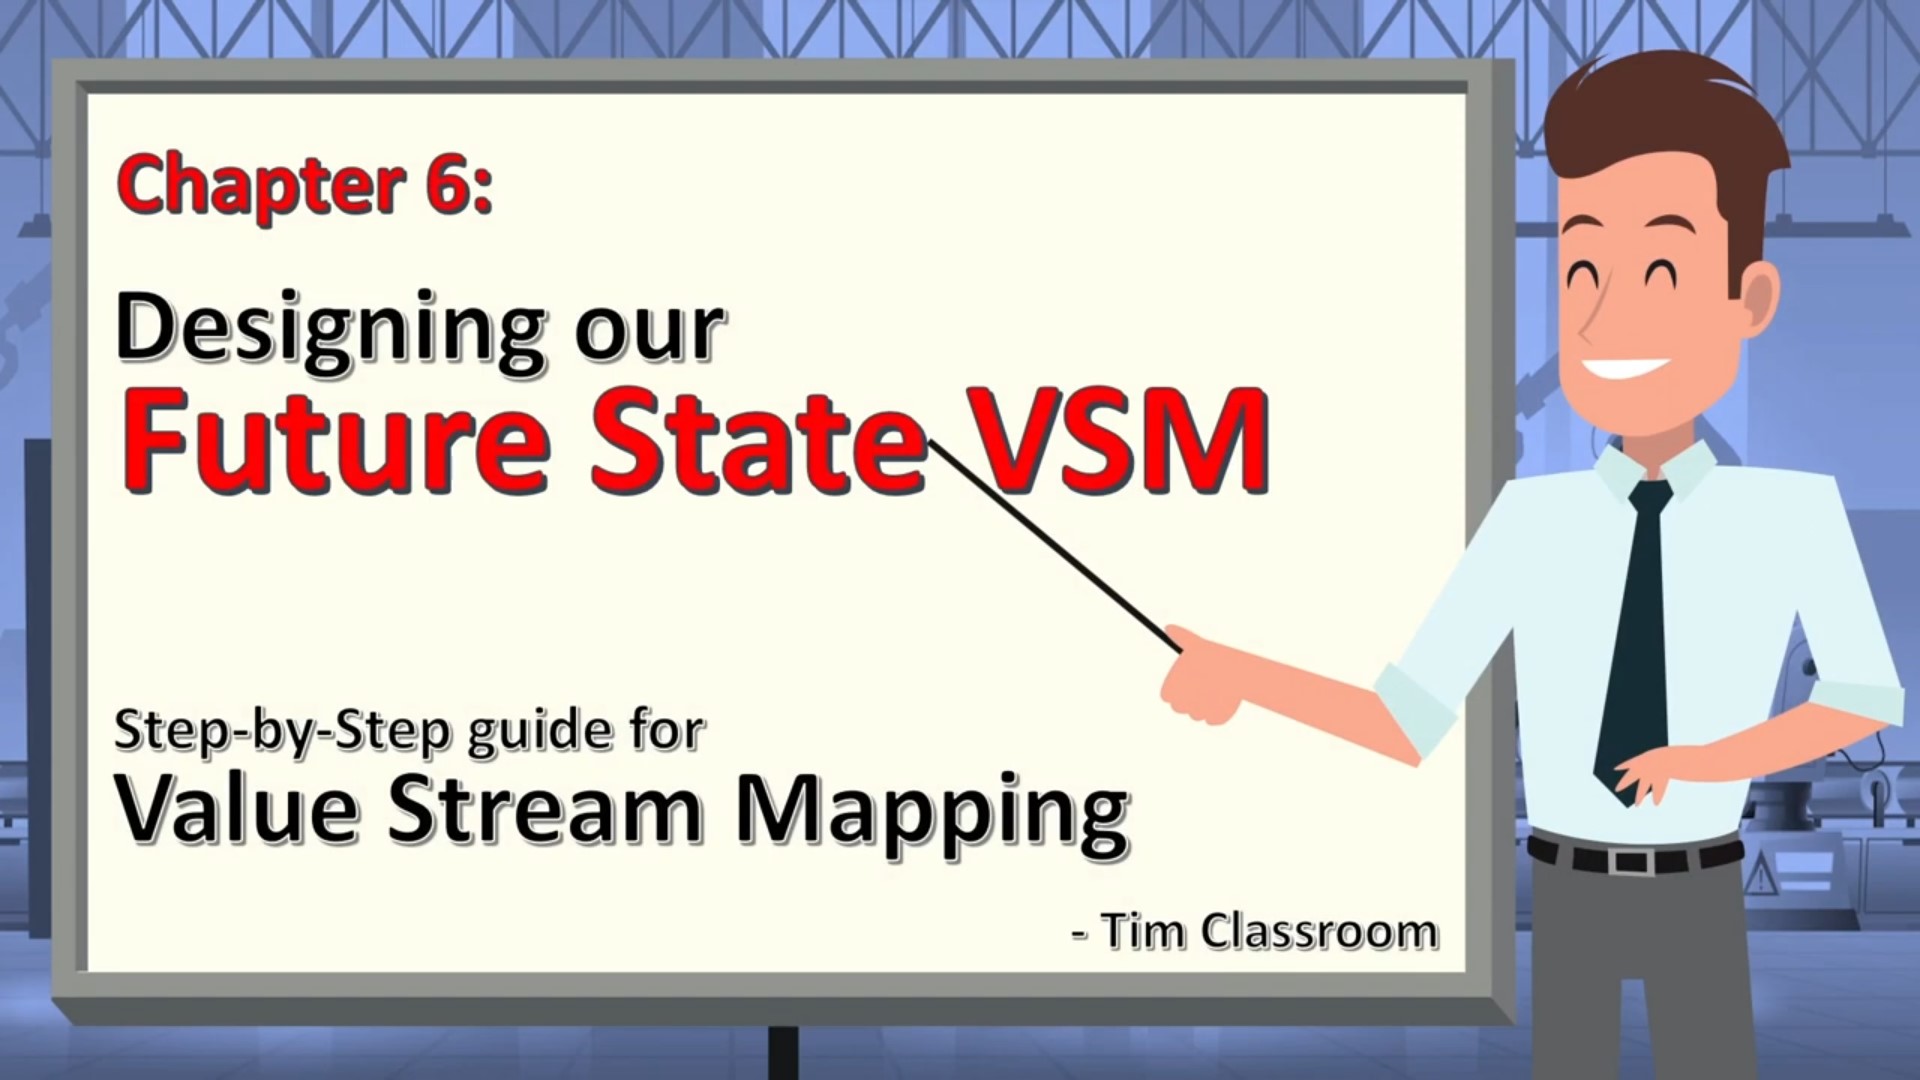 Chapter 6:
Designing our
Future State VSM
Step-by-Step guide for
Value Stream Mapping
- Tim Classroom